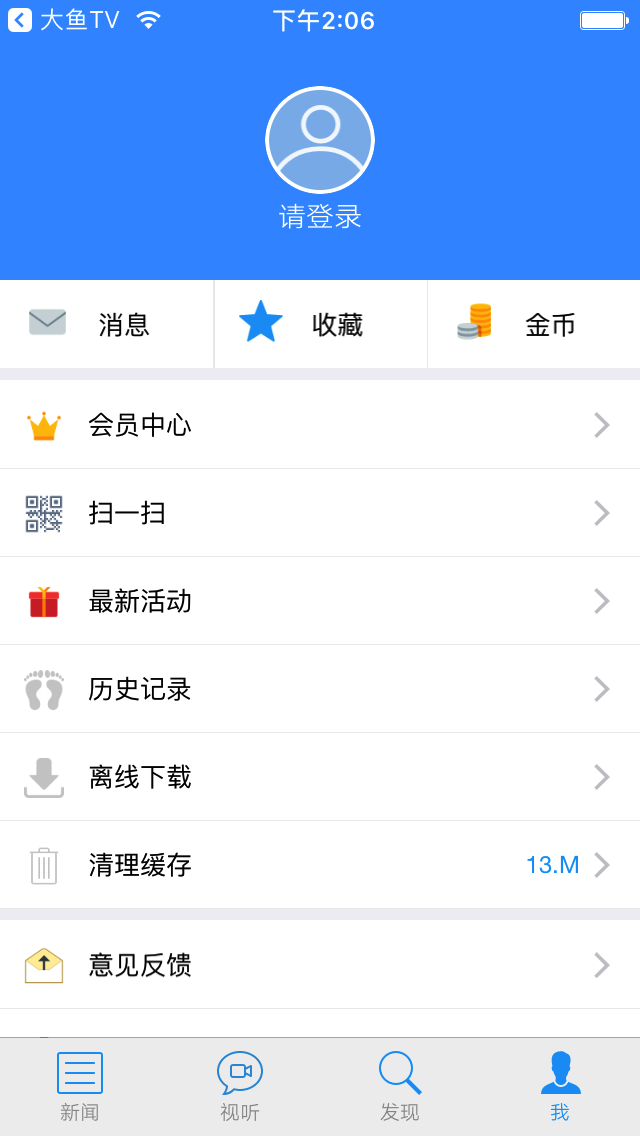 大鱼TV 下午2:06
请登录
消息 收藏 金币
会员中心
扫一扫
最新活动
历史记录
离线下载
清理缓存 13.M
意见反馈
新闻 视听 发现 我